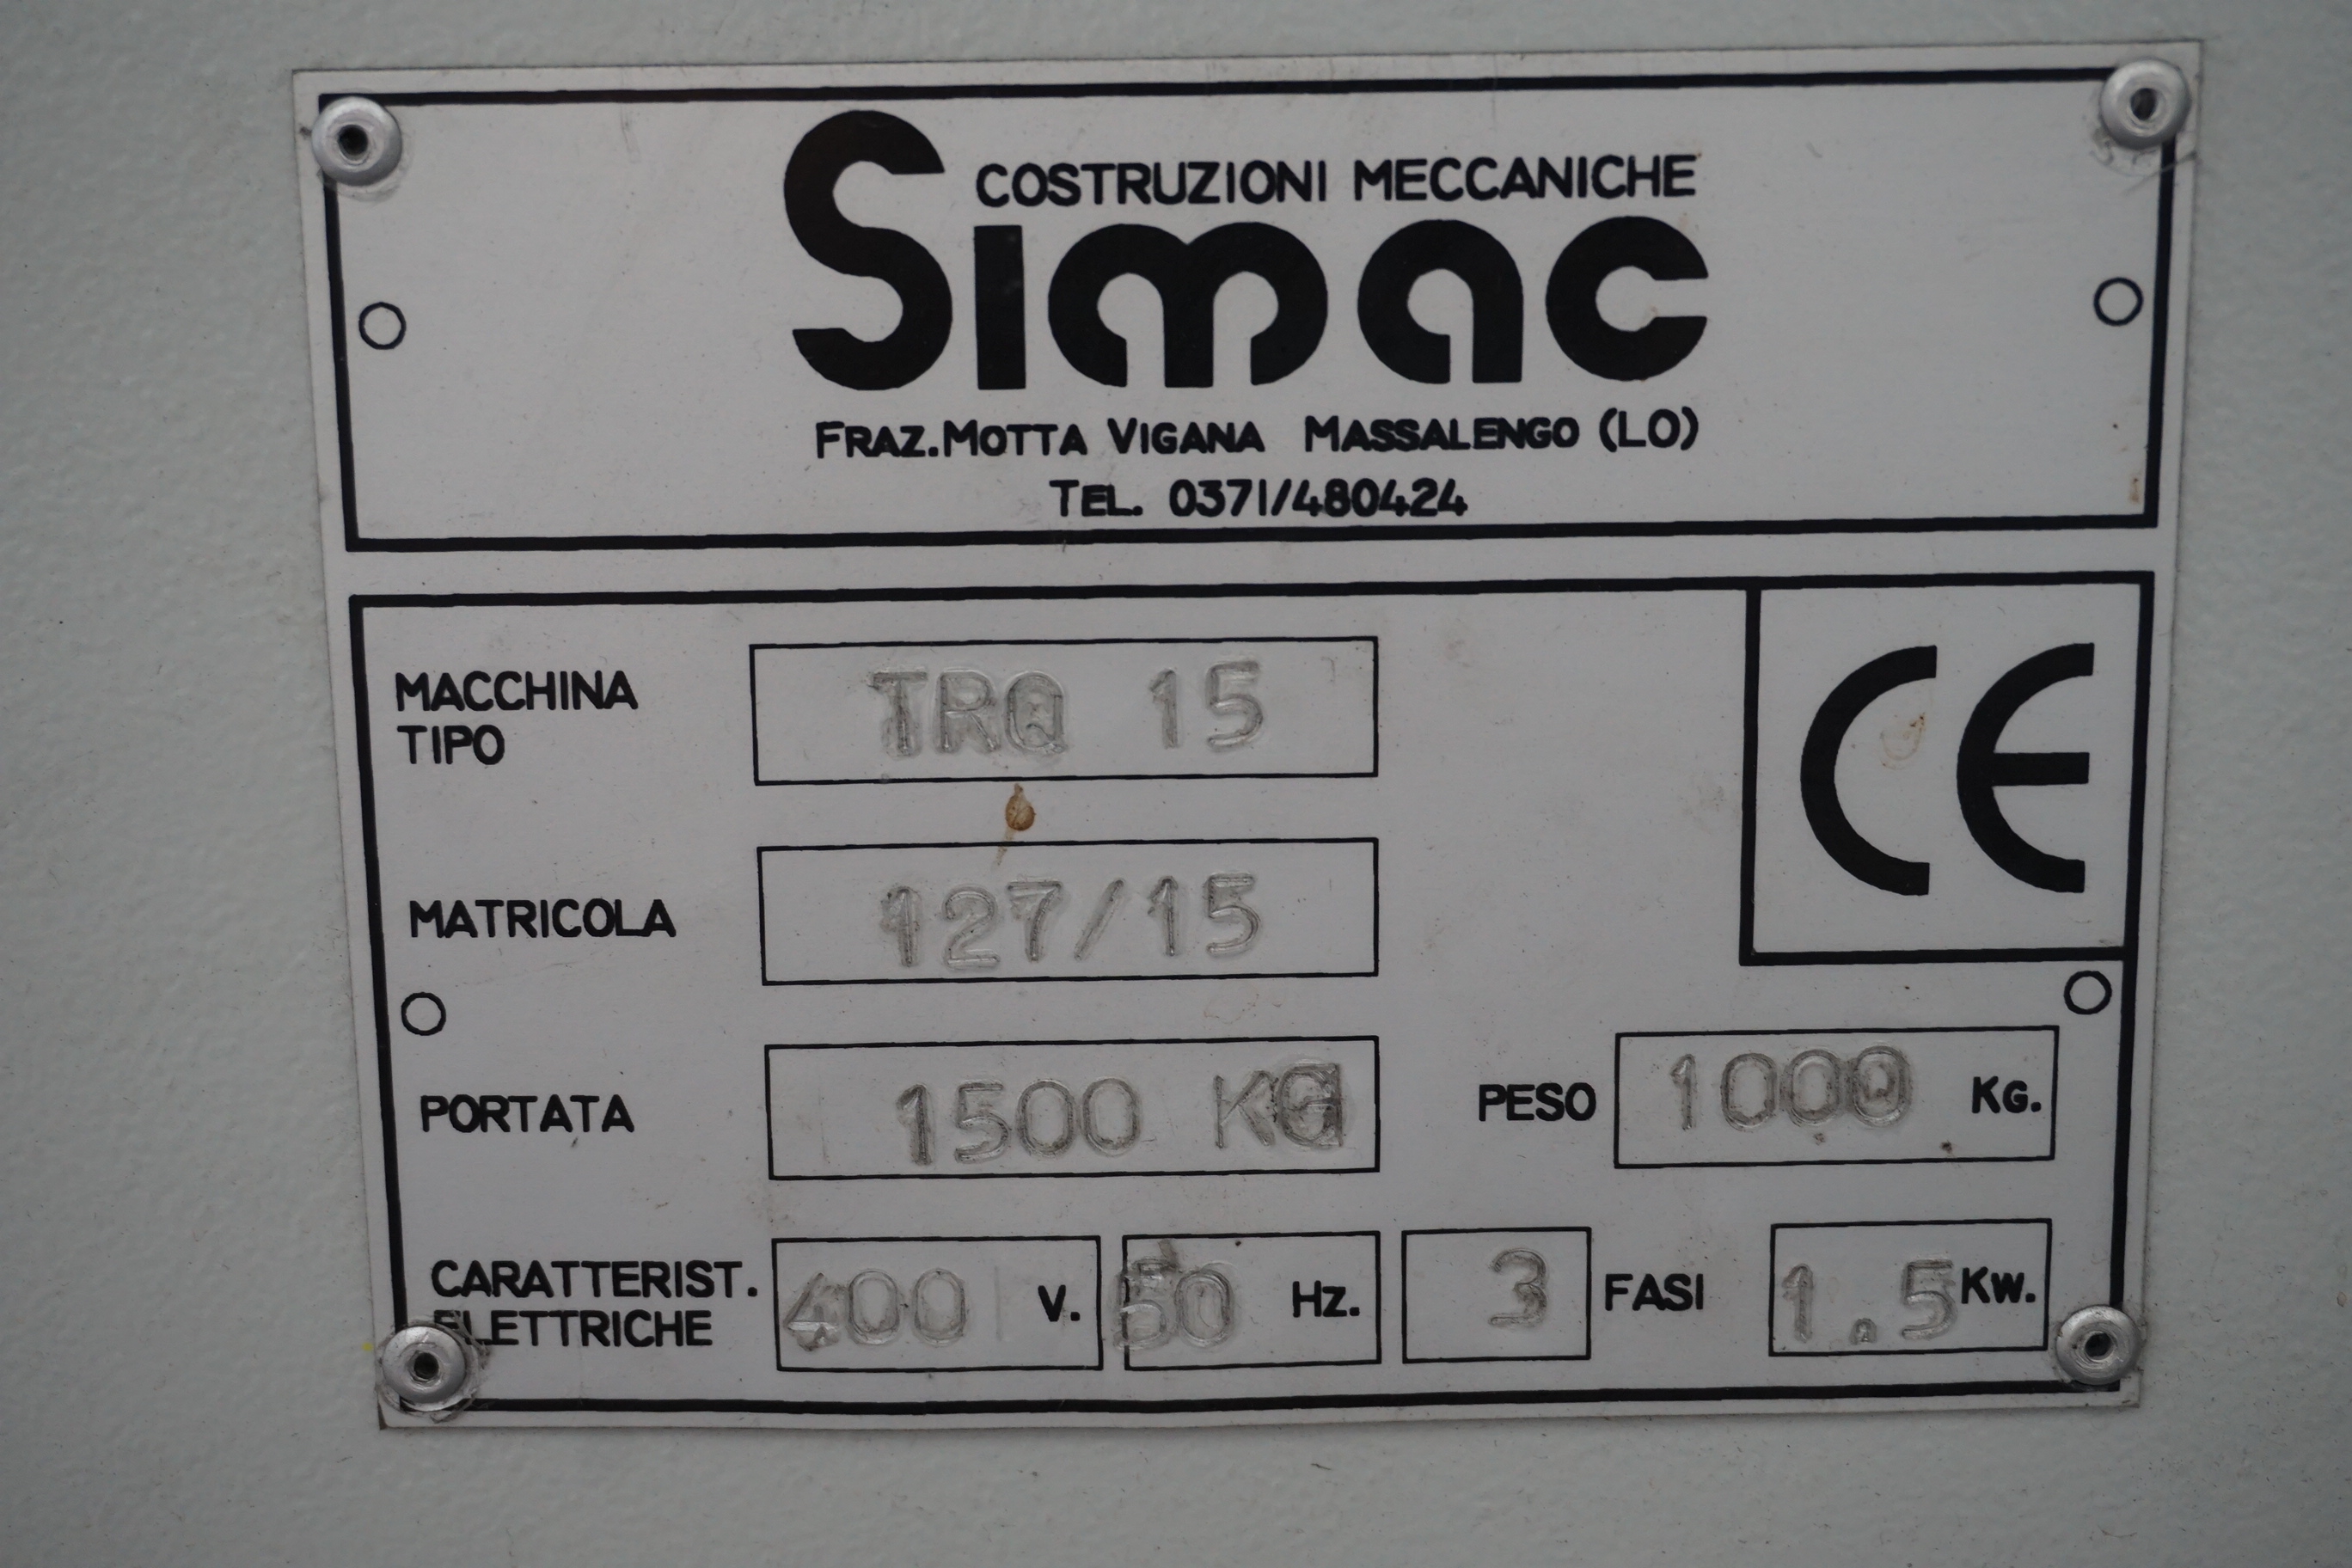 COSTRUZIONI MECCANICHE
Simac
FRAZ. MOTTA VIGANA MASSALENGO (LO)
TEL. 0371/480424
MACCHINA
TIPO
TRQ 15
CE
MATRICOLA 127/15
PORTATA 1500 KG PESO 1000 KG.
CARATTERIST.
ELETTRICHE
400 V. 50 Hz. 3 FASI 1.5 KW.